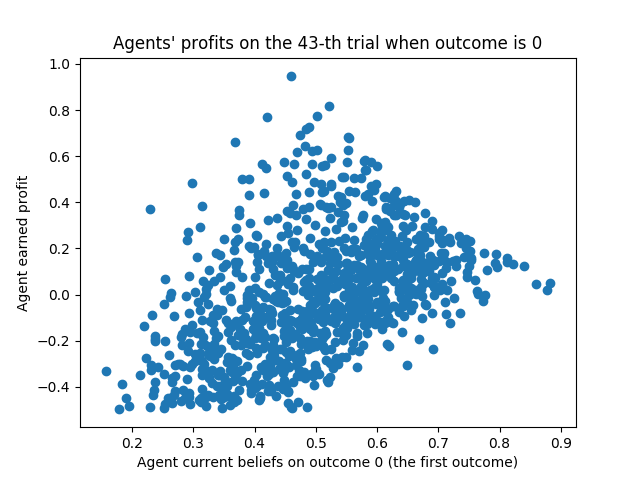 Agents' profits on the 43-th trial when outcome is 0
1.0
0.8
0.6
0.4
0.2
0.0
−0.2
−0.4
Agent earned profit
0.2 0.3 0.4 0.5 0.6 0.7 0.8 0.9
Agent current beliefs on outcome 0 (the first outcome)